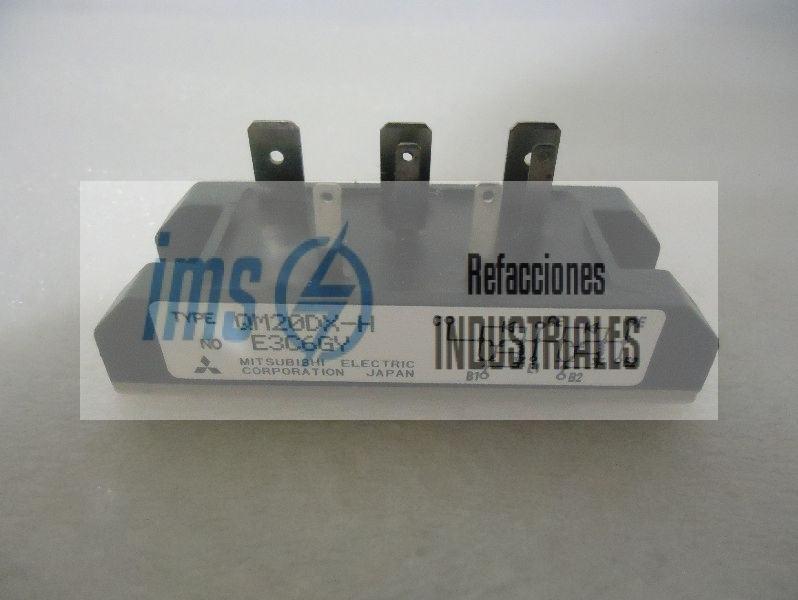 ims
Refacciones
INDUSTRIALES
TYPE QM20DX-H
NO E3C6GY
MITSUBISHI ELECTRIC
CORPORATION JAPAN
B1
B2